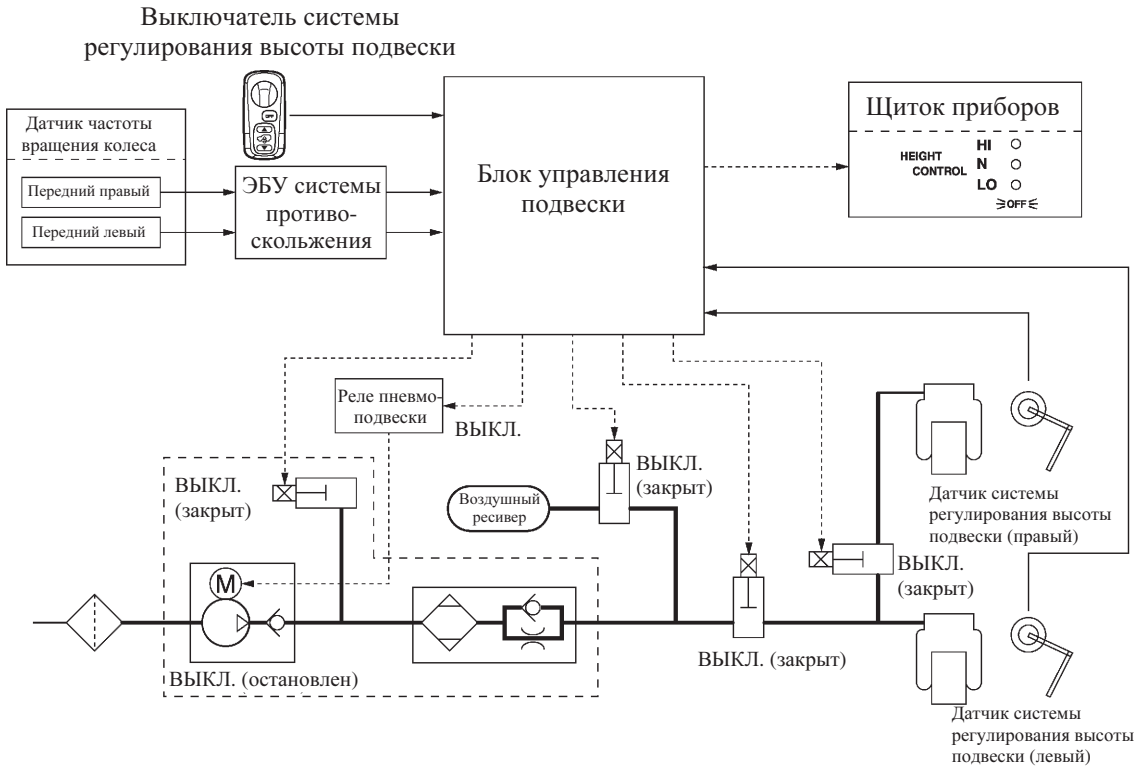 Выключатель системы
регулирования высоты подвески
OFF
Датчик частоты
вращения колеса
Передний правый
Передний левый
ЭБУ системы
противо-
скольжения
Блок управления
подвески
Щиток приборов
HEIGHT
CONTROL
HI
N
LO
OFF
Реле пневмо-
подвески
ВЫКЛ.
ВЫКЛ.
(закрыт)
Воздушный
ресивер
ВЫКЛ.
(закрыт)
Датчик системы
регулирования высоты
подвески (правый)
ВЫКЛ.
(закрыт)
M
ВЫКЛ. (остановлен)
ВЫКЛ. (закрыт)
Датчик системы
регулирования высоты
подвески (левый)